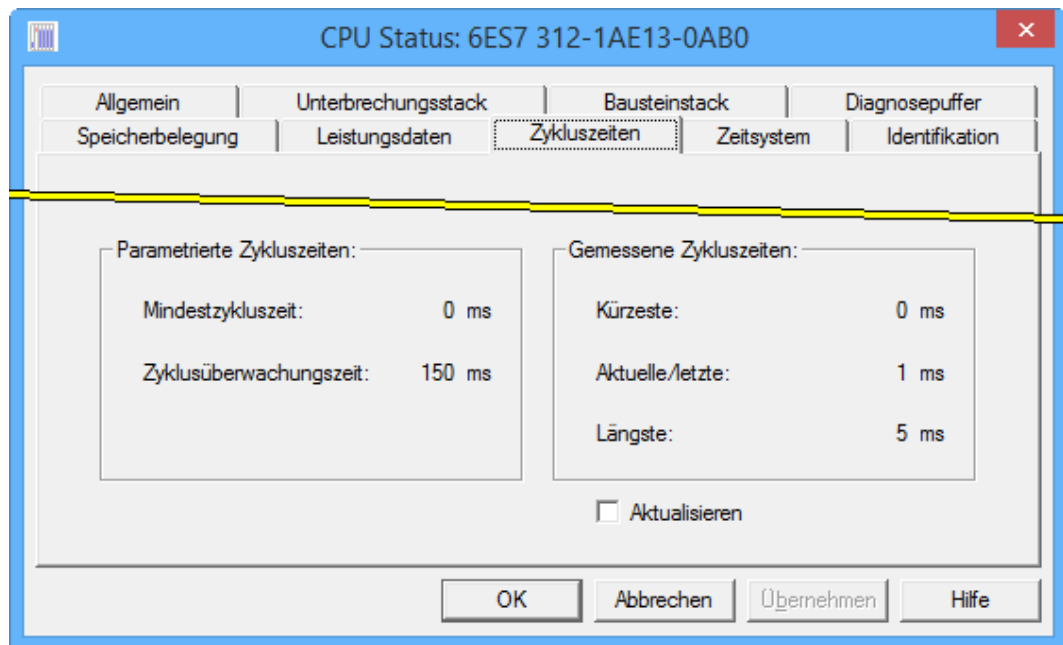 CPU Status: 6ES7 312-1AE13-0AB0
Allgemein Unterbrechungsstack Bausteinstack Diagnosepuffer
Speicherbelegung Leistungsdaten Zykluszeiten Zeitsystem Identifikation
Parametrierte Zykluszeiten: Gemessene Zykluszeiten:
Mindestzykluszeit: 0 ms Kürzeste: 0 ms
Zyklusüberwachungszeit: 150 ms Aktuelle/letzte: 1 ms
Längste: 5 ms
Aktualisieren
OK Abbrechen Übernehmen Hilfe